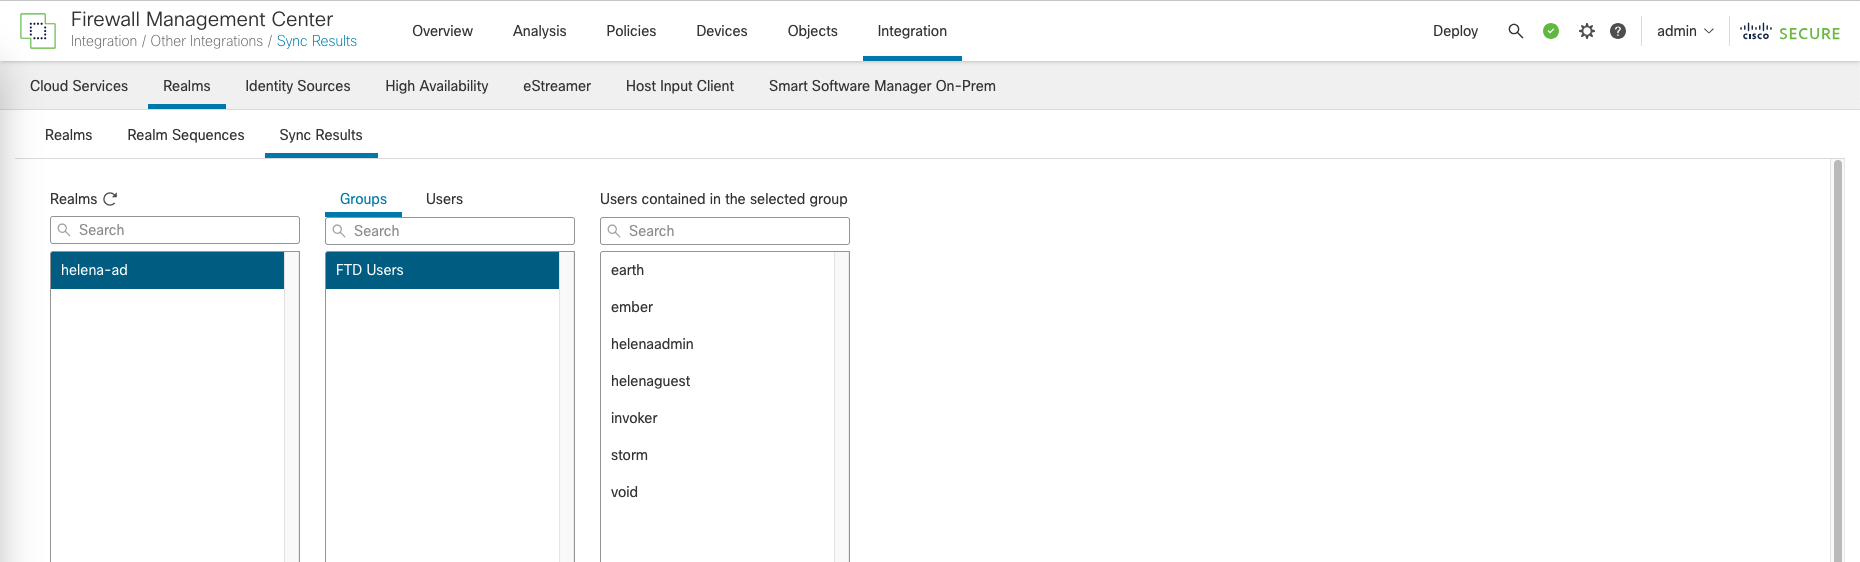 Firewall Management Center
Integration / Other Integrations / Sync Results
Overview Analysis Policies Devices Objects Integration
Deploy admin cisco SECURE
Cloud Services Realms Identity Sources High Availability eStreamer Host Input Client Smart Software Manager On-Prem
Realms Realm Sequences Sync Results
Realms
Search
helena-ad
Groups Users
Search
FTD Users
Users contained in the selected group
Search
earth
ember
helenaadmin
helenaguest
invoker
storm
void